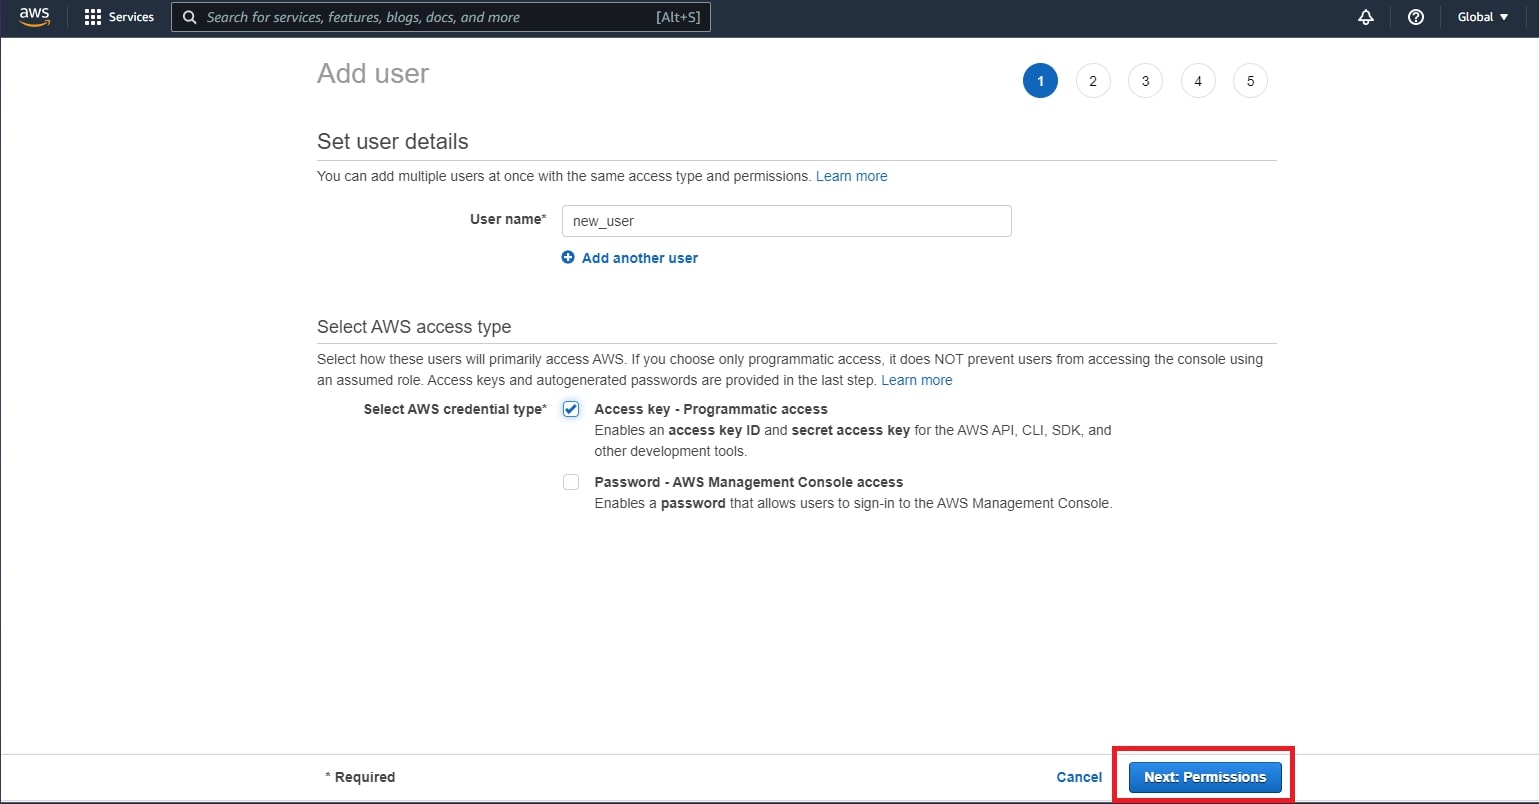 aws Services Search for services, features, blogs, docs, and more [Alt+S] Global
Add user
1 2 3 4 5
Set user details
You can add multiple users at once with the same access type and permissions. Learn more
User name* new_user
Add another user
Select AWS access type
Select how these users will primarily access AWS. If you choose only programmatic access, it does NOT prevent users from accessing the console using
an assumed role. Access keys and autogenerated passwords are provided in the last step. Learn more
Select AWS credential type* Access key - Programmatic access
Enables an access key ID and secret access key for the AWS API, CLI, SDK, and
other development tools.
Password - AWS Management Console access
Enables a password that allows users to sign-in to the AWS Management Console.
* Required Cancel Next: Permissions